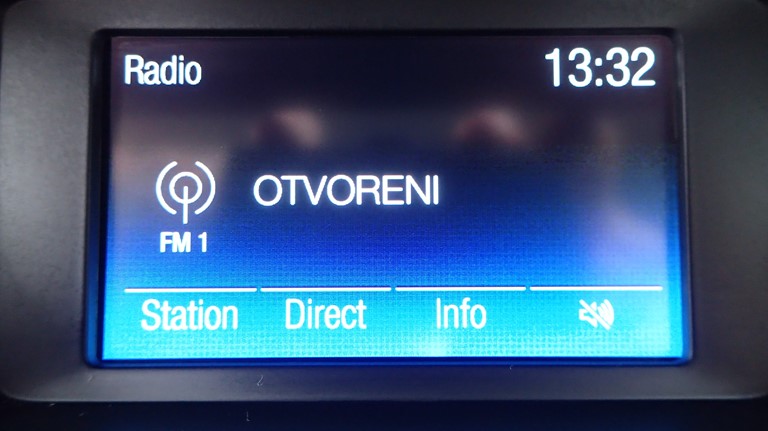 Radio 13:32
OTVORENI
FM 1
Station Direct Info